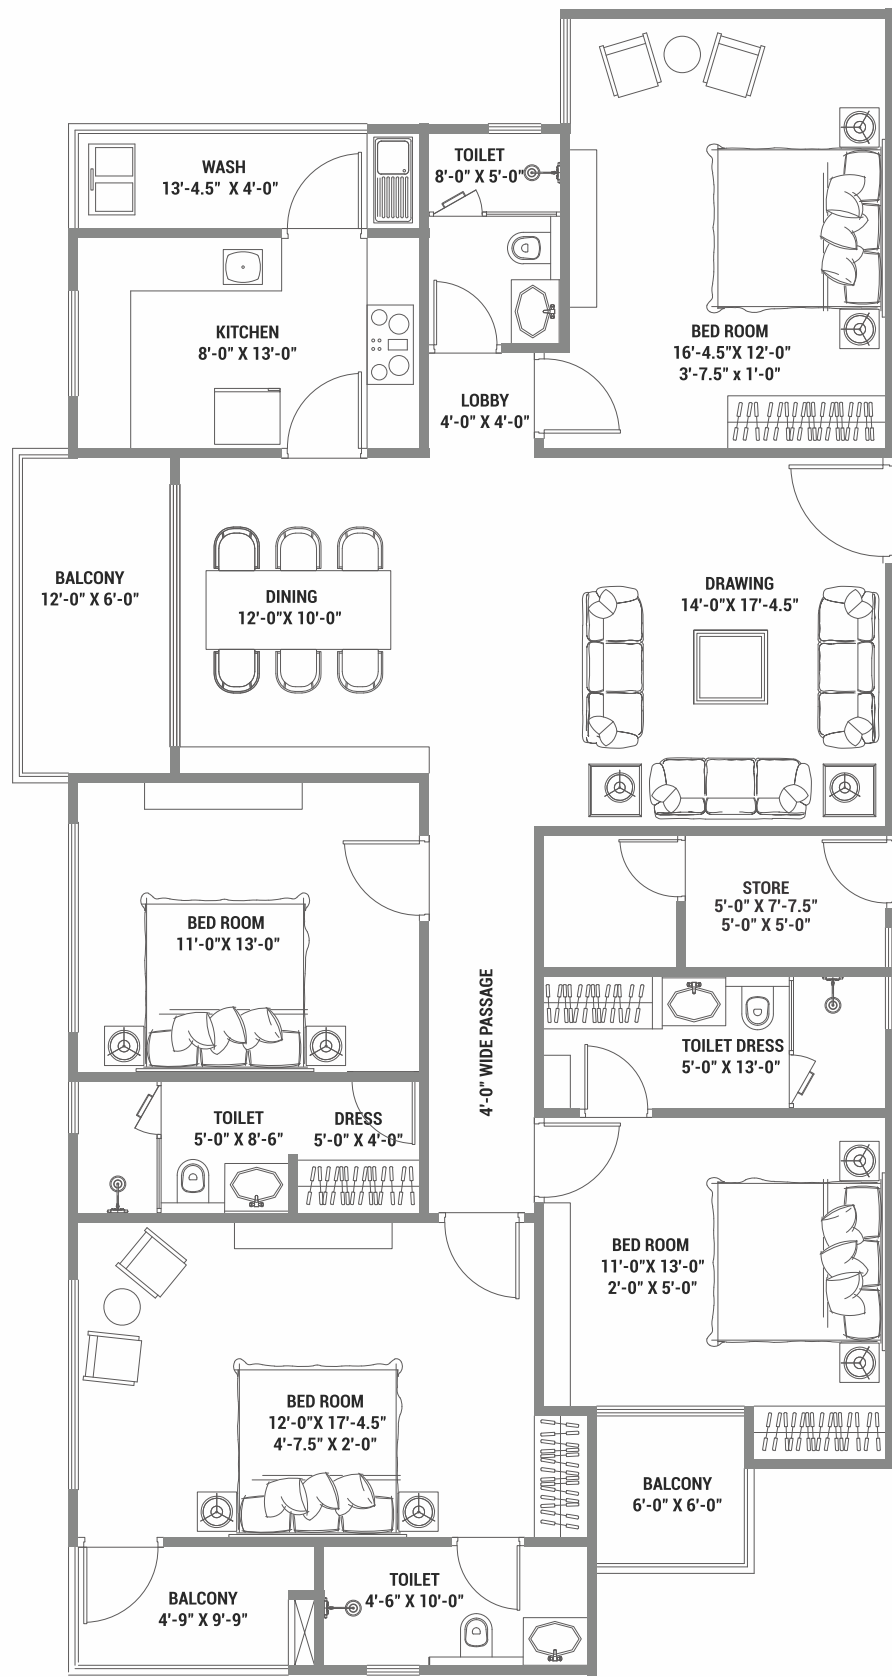 WASH
13'-4.5" X 4'-0"
TOILET
8'-0" X 5'-0"
KITCHEN
8'-0" X 13'-0"
BED ROOM
16'-4.5"X 12'-0"
3'-7.5" x 1'-0"
LOBBY
4'-0" X 4'-0"
BALCONY
12'-0" X 6'-0"
DINING
12'-0"X 10'-0"
DRAWING
14'-0"X 17'-4.5"
BED ROOM
11'-0"X 13'-0"
STORE
5'-0" X 7'-7.5"
5'-0" X 5'-0"
4'-0" WIDE PASSAGE
TOILET DRESS
5'-0" X 13'-0"
TOILET
5'-0" X 8'-6"
DRESS
5'-0" X 4'-0"
BED ROOM
11'-0"X 13'-0"
2'-0" X 5'-0"
BED ROOM
12'-0"X 17'-4.5"
4'-7.5" X 2'-0"
BALCONY
6'-0" X 6'-0"
BALCONY
4'-9" X 9'-9"
TOILET
4'-6" X 10'-0"